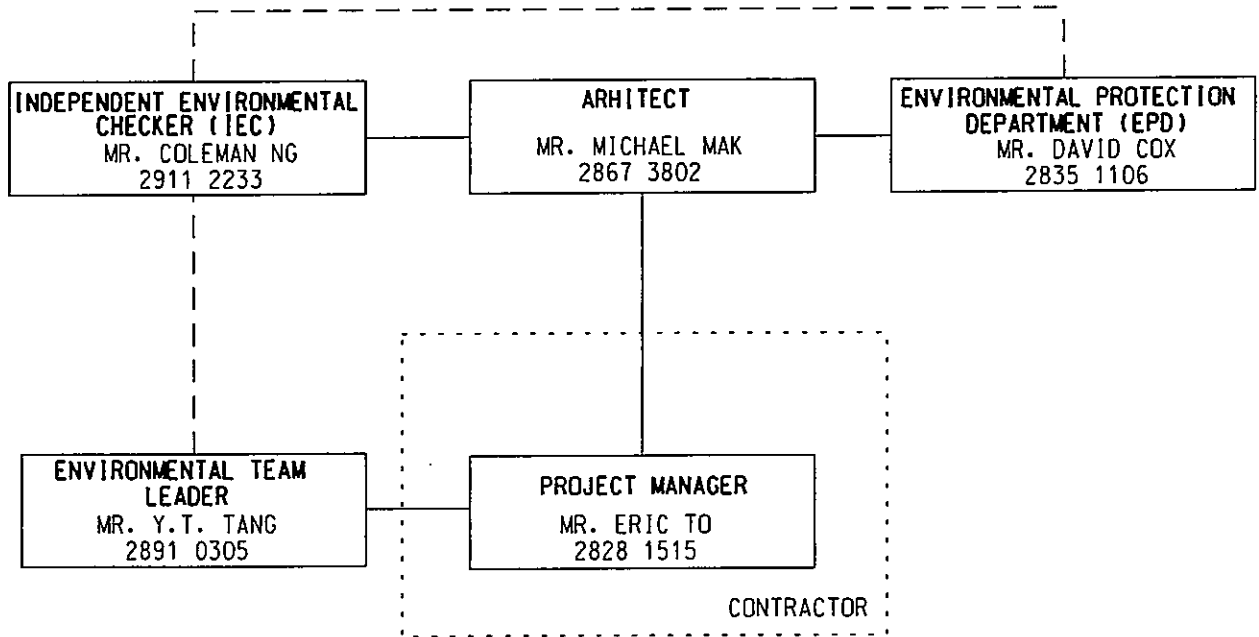 INDEPENDENT ENVIRONMENTAL
CHECKER (IEC)
MR. COLEMAN NG
2911 2233
ARHITECT
MR. MICHAEL MAK
2867 3802
ENVIRONMENTAL PROTECTION
DEPARTMENT (EPD)
MR. DAVID COX
2835 1106
ENVIRONMENTAL TEAM
LEADER
MR. Y.T. TANG
2891 0305
PROJECT MANAGER
MR. ERIC TO
2828 1515
CONTRACTOR